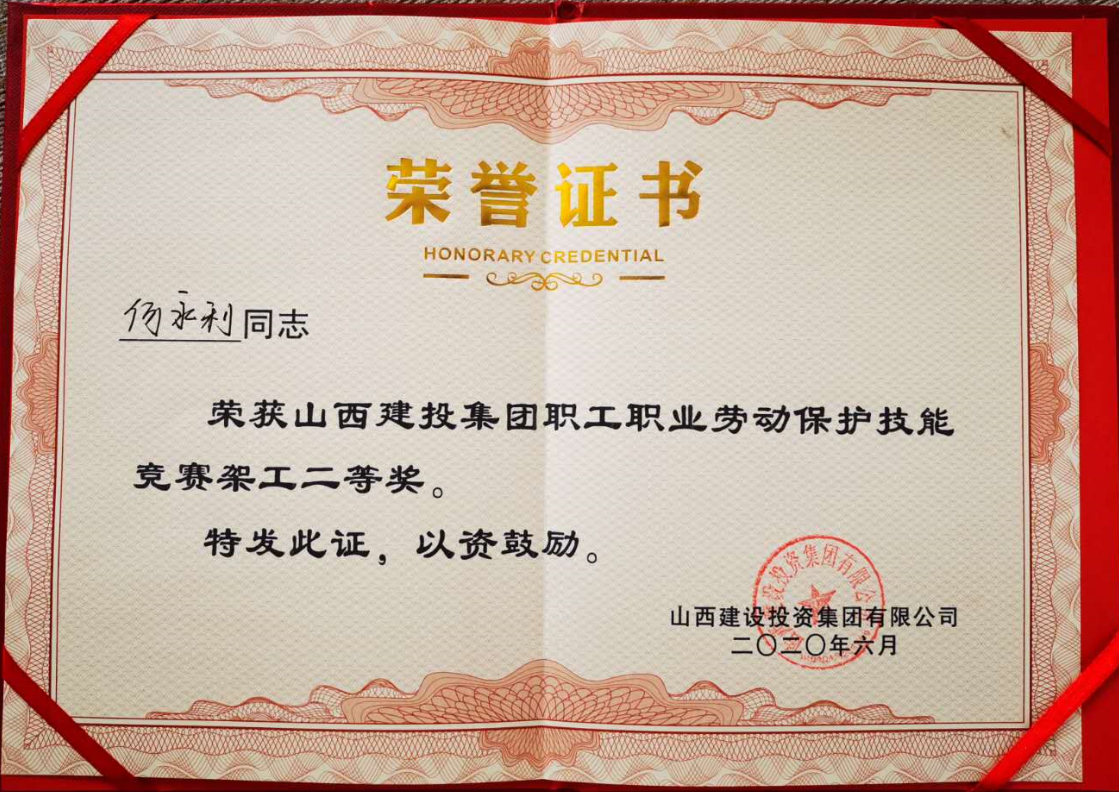 荣誉证书
HONORARY CREDENTIAL
永利同志
荣获山西建投集团职工职业劳动保护技能
竞赛架工二等奖。
特发此证，以资鼓励。
山西建设投资集团有限公司
二〇二〇年六月